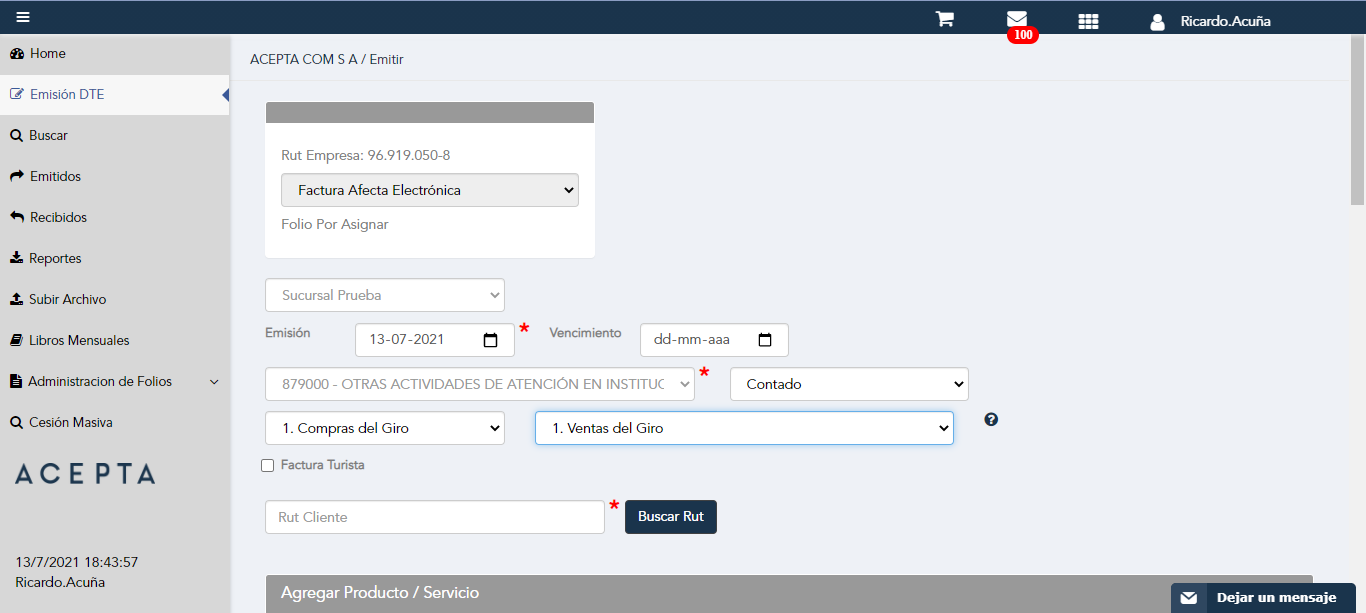 Ricardo.Acuña
100
Home
Emisión DTE
Buscar
Emitidos
Recibidos
Reportes
Subir Archivo
Libros Mensuales
Administracion de Folios
Cesión Masiva
ACEPTA
13/7/2021 18:43:57
Ricardo.Acuña
ACEPTA COM S A / Emitir
Rut Empresa: 96.919.050-8
Factura Afecta Electrónica
Folio Por Asignar
Sucursal Prueba
Emisión 13-07-2021 * Vencimiento dd-mm-aaa
879000 - OTRAS ACTIVIDADES DE ATENCIÓN EN INSTITUC * Contado
1. Compras del Giro 1. Ventas del Giro ?
Factura Turista
Rut Cliente * Buscar Rut
Agregar Producto / Servicio
Dejar un mensaje